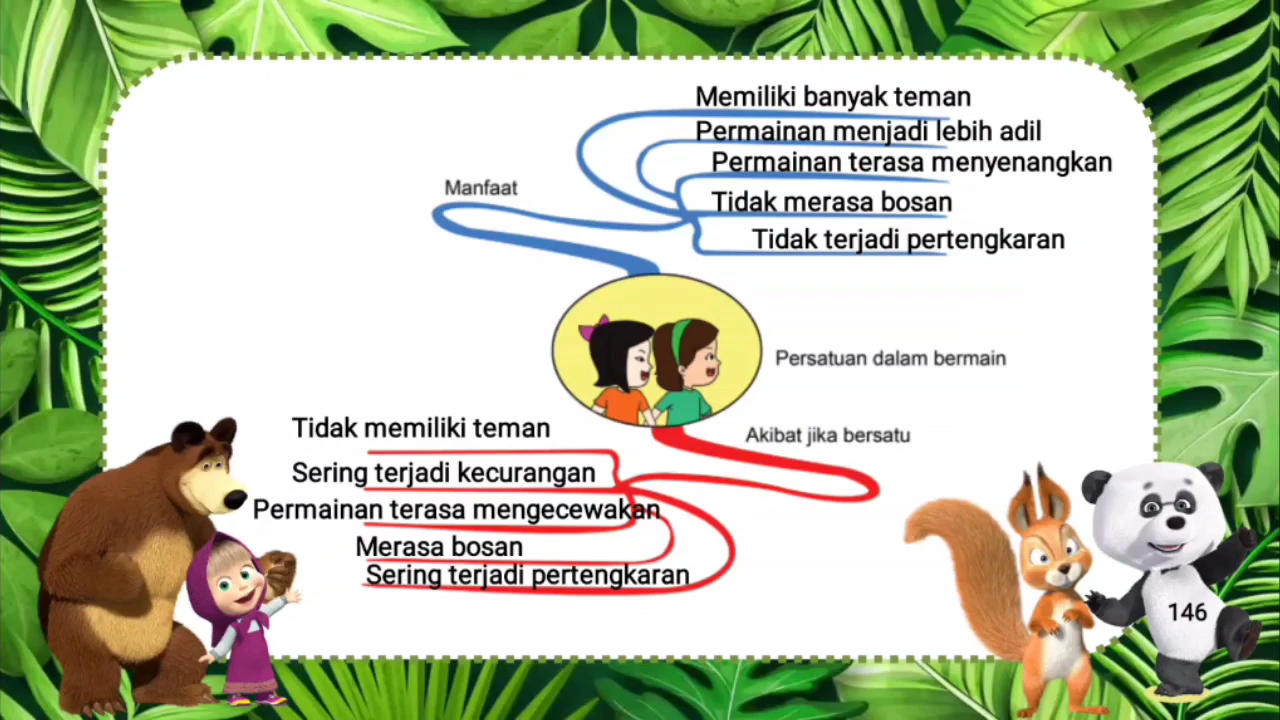 Memiliki banyak teman
Permainan menjadi lebih adil
Permainan terasa menyenangkan
Manfaat
Tidak merasa bosan
Tidak terjadi pertengkaran
Persatuan dalam bermain
Akibat jika bersatu
Tidak memiliki teman
Sering terjadi kecurangan
Permainan terasa mengecewakan
Merasa bosan
Sering terjadi pertengkaran
146